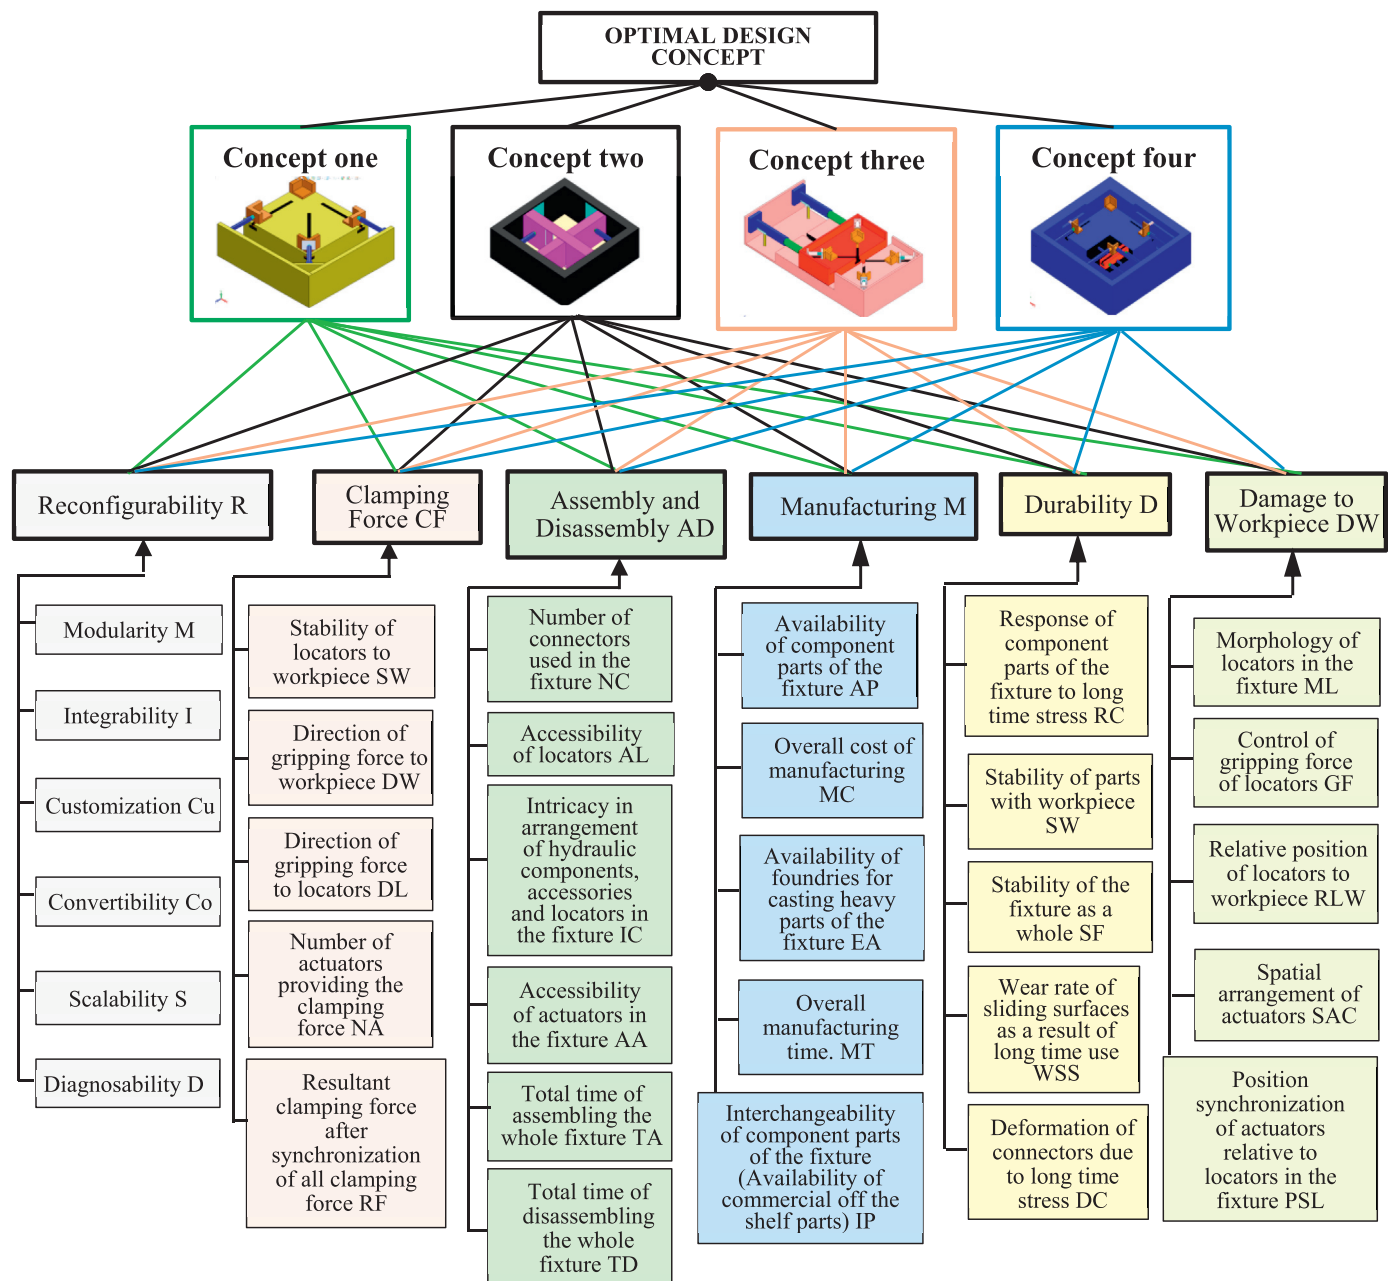 OPTIMAL DESIGN
CONCEPT
Concept one
Concept two
Concept three
Concept four
Reconfigurability R
Clamping
Force CF
Assembly and
Disassembly AD
Manufacturing M
Durability D
Damage to
Workpiece DW
Modularity M
Integrability I
Customization Cu
Convertibility Co
Scalability S
Diagnosability D
Stability of
locators to
workpiece SW
Direction of
gripping force to
workpiece DW
Direction of
gripping force
to locators DL
Number of
actuators
providing the
clamping
force NA
Resultant
clamping force
after
synchronization
of all clamping
force RF
Number of
connectors
used in the
fixture NC
Accessibility
of locators AL
Intricacy in
arrangement
of hydraulic
components,
accessories
and locators in
the fixture IC
Accessibility
of actuators in
the fixture AA
Total time of
assembling the
whole fixture TA
Total time of
disassembling
the whole
fixture TD
Availability
of component
parts of the
fixture AP
Overall cost of
manufacturing
MC
Availability of
foundries for
casting heavy
parts of the
fixture EA
Overall
manufacturing
time. MT
Interchangeability
of component parts
of the fixture
(Availability of
commercial off the
shelf parts) IP
Response of
component
parts of the
fixture to long
time stress RC
Stability of parts
with workpiece
SW
Stability of the
fixture as a
whole SF
Wear rate of
sliding surfaces
as a result of
long time use
WSS
Deformation of
connectors due
to long time
stress DC
Morphology of
locators in the
fixture ML
Control of
gripping force
of locators GF
Relative position
of locators to
workpiece RLW
Spatial
arrangement of
actuators SAC
Position
synchronization
of actuators
relative to
locators in the
fixture PSL